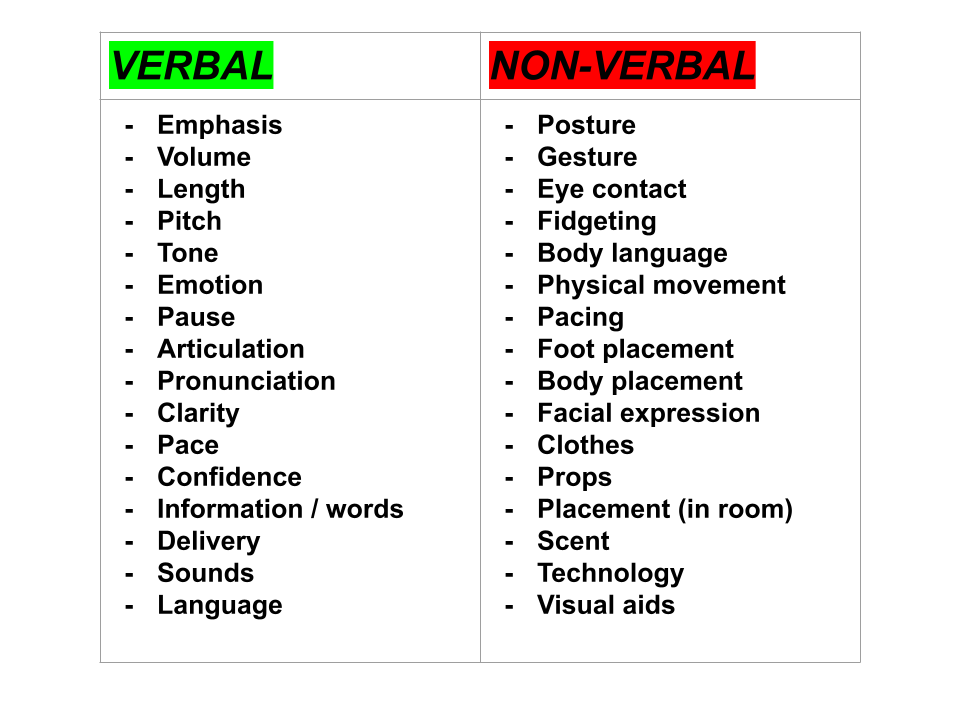 VERBAL
- Emphasis
- Volume
- Length
- Pitch
- Tone
- Emotion
- Pause
- Articulation
- Pronunciation
- Clarity
- Pace
- Confidence
- Information / words
- Delivery
- Sounds
- Language
NON-VERBAL
- Posture
- Gesture
- Eye contact
- Fidgeting
- Body language
- Physical movement
- Pacing
- Foot placement
- Body placement
- Facial expression
- Clothes
- Props
- Placement (in room)
- Scent
- Technology
- Visual aids